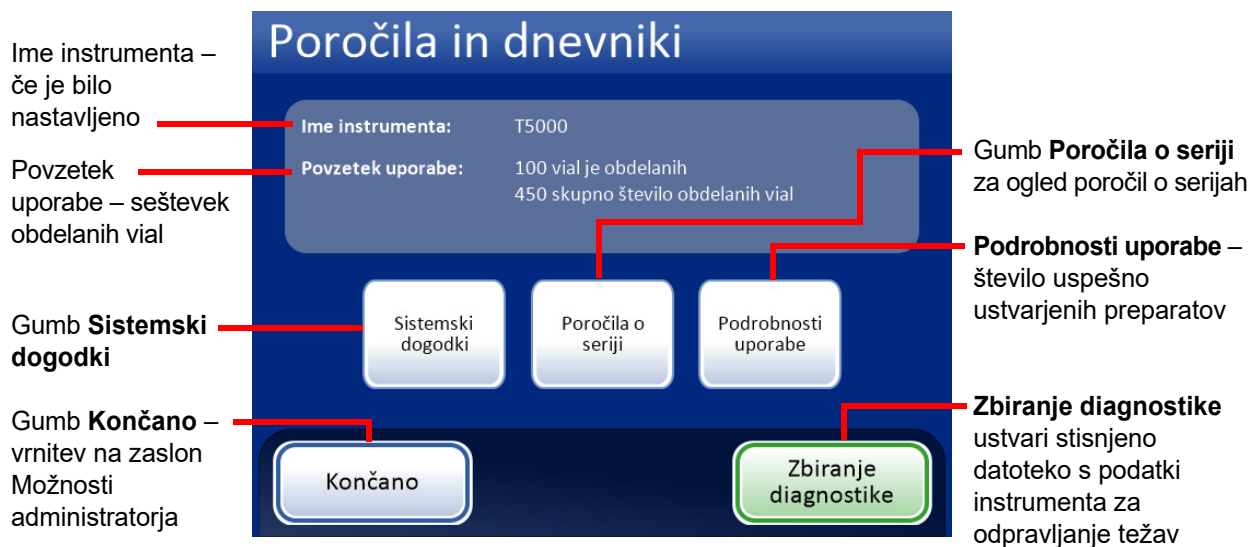 Poročila in dnevniki
Ime instrumenta –
če je bilo
nastavljeno
Povzetek
uporabe – seštevek
obdelanih vial
Gumb Sistemski
dogodki
Gumb Končano –
vrnitev na zaslon
Možnosti
administratorja
Ime instrumenta: T5000
Povzetek uporabe: 100 vial je obdelanih
450 skupno število obdelanih vial
Sistemski
dogodki
Poročila o
seriji
Podrobnosti
uporabe
Končano
Zbiranje
diagnostike
Gumb Poročila o seriji
za ogled poročil o serijah
Podrobnosti uporabe –
število uspešno
ustvarjenih preparatov
Zbiranje diagnostike
ustvari stisnjeno
datoteko s podatki
instrumenta za
odpravljanje težav